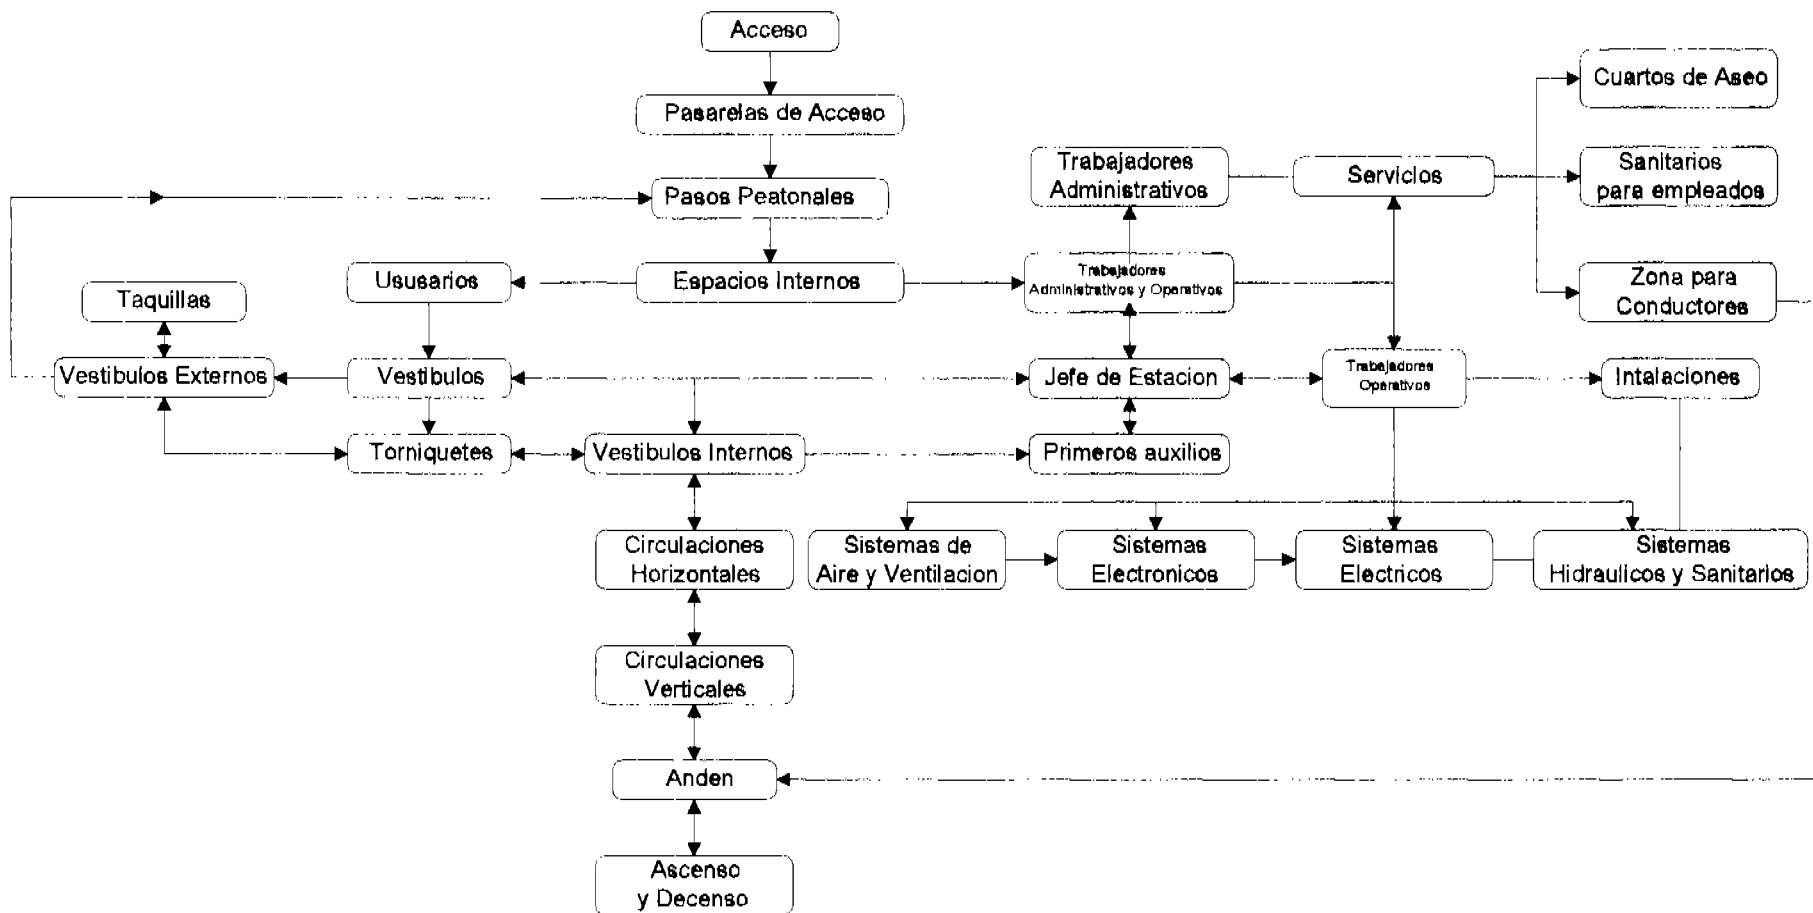 Acceso
Pasarelas de Acceso
Pasos Peatonales
Espacios Internos
Ususarios
Taquillas
Vestibulos Externos
Vestibulos
Torniquetes
Vestibulos Internos
Circulaciones
Horizontales
Circulaciones
Verticales
Anden
Ascenso
y Decenso
Trabajadores
Administrativos
Trabajadores
Administrativos y Operativos
Jefe de Estacion
Primeros auxilios
Servicios
Trabajadores
Operativos
Cuartos de Aseo
Sanitarios
para empleados
Zona para
Conductores
Intalaciones
Sistemas de
Aire y Ventilacion
Sistemas
Electronicos
Sistemas
Electricos
Sistemas
Hidraulicos y Sanitarios